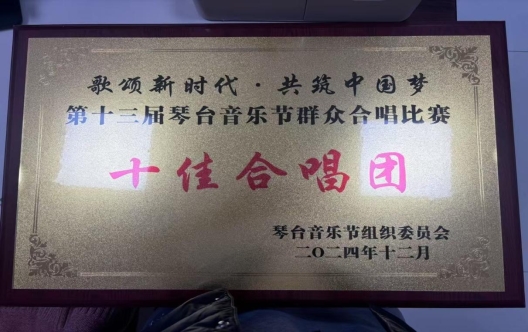 歌颂新时代·共筑中国梦
第十三届琴台音乐节群众合唱比赛
十佳合唱团
琴台音乐节组织委员会
二〇二四年十二月